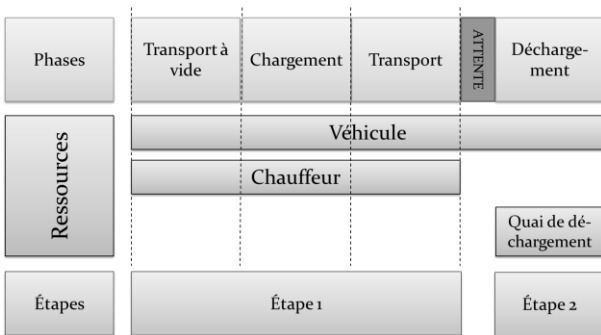 Phases
Transport à
vide
Chargement
Transport
ATTENTE
Décharge-
ment
Ressources
Véhicule
Chauffeur
Quai de dé-
chargement
Étapes
Étape 1
Étape 2